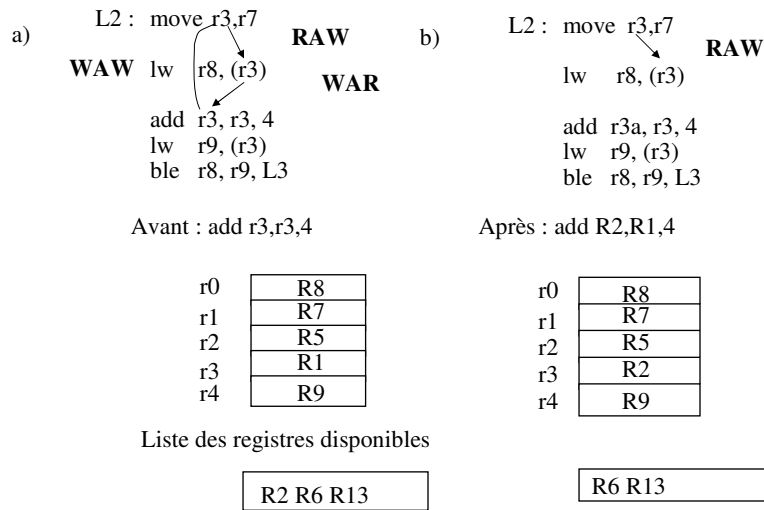 a)
L2 : move r3,r7
RAW
WAW
lw r8, (r3)
WAR
add r3, r3, 4
lw r9, (r3)
ble r8, r9, L3
b)
L2 : move r3,r7
RAW
lw r8, (r3)
add r3a, r3, 4
lw r9, (r3)
ble r8, r9, L3
Avant : add r3,r3,4
Après : add R2,R1,4
r0 R8
r1 R7
r2 R5
r3 R1
r4 R9
r0 R8
r1 R7
r2 R5
r3 R2
r4 R9
Liste des registres disponibles
R2 R6 R13
R6 R13